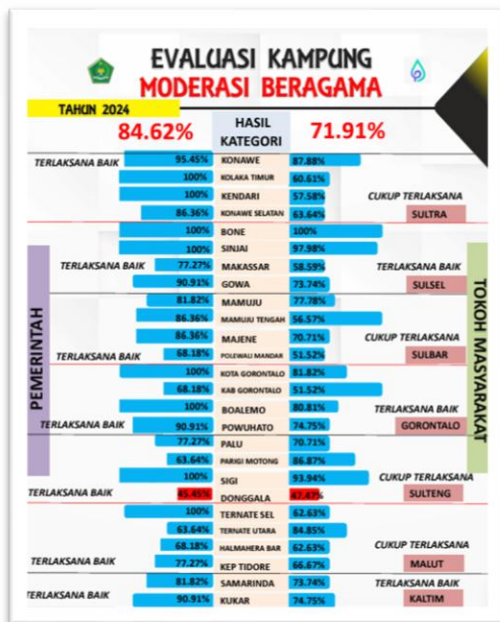 EVALUASI KAMPUNG
MODERASI BERAGAMA
TAHUN 2024
84.62% HASIL KATEGORI 71.91%
TERLAKSANA BAIK 95.45% KONAWE 87.88%
100% KOLAKA TIMUR 60.61%
100% KENDARI 57.58% CUKUP TERLAKSANA
86.36% KONAWE SELATAN 63.64% SULTRA
100% BONE 100%
100% SINJAI 97.98%
TERLAKSANA BAIK 77.27% MAKASSAR 58.59% TERLAKSANA BAIK
90.91% GOWA 73.74% SULSEL
81.82% MAMUJU 77.78%
86.36% MAMUJU TENGAH 56.57%
86.36% MAJENE 70.71% CUKUP TERLAKSANA
TERLAKSANA BAIK 68.18% POLEWALI MANDAR 51.52% SULBAR
100% KOTA GORONTALO 81.82%
68.18% KAB GORONTALO 51.52%
100% BOALEMO 80.81% TERLAKSANA BAIK
TERLAKSANA BAIK 90.91% POWUHATO 74.75% GORONTALO
77.27% PALU 70.71%
63.64% PARIGI MOTONG 86.87%
100% SIGI 93.94% CUKUP TERLAKSANA
TERLAKSANA BAIK 45.45% DONGGALA 47.47% SULTENG
100% TERNATE SEL 62.63%
63.64% TERNATE UTARA 84.85%
68.18% HALMAHERA BAR 62.63% CUKUP TERLAKSANA
TERLAKSANA BAIK 77.27% KEP TIDORE 66.67% MALUT
81.82% SAMARINDA 73.74% TERLAKSANA BAIK
TERLAKSANA BAIK 90.91% KUKAR 74.75% KALTIM
PEMERINTAH
TOKOH MASYARAKAT